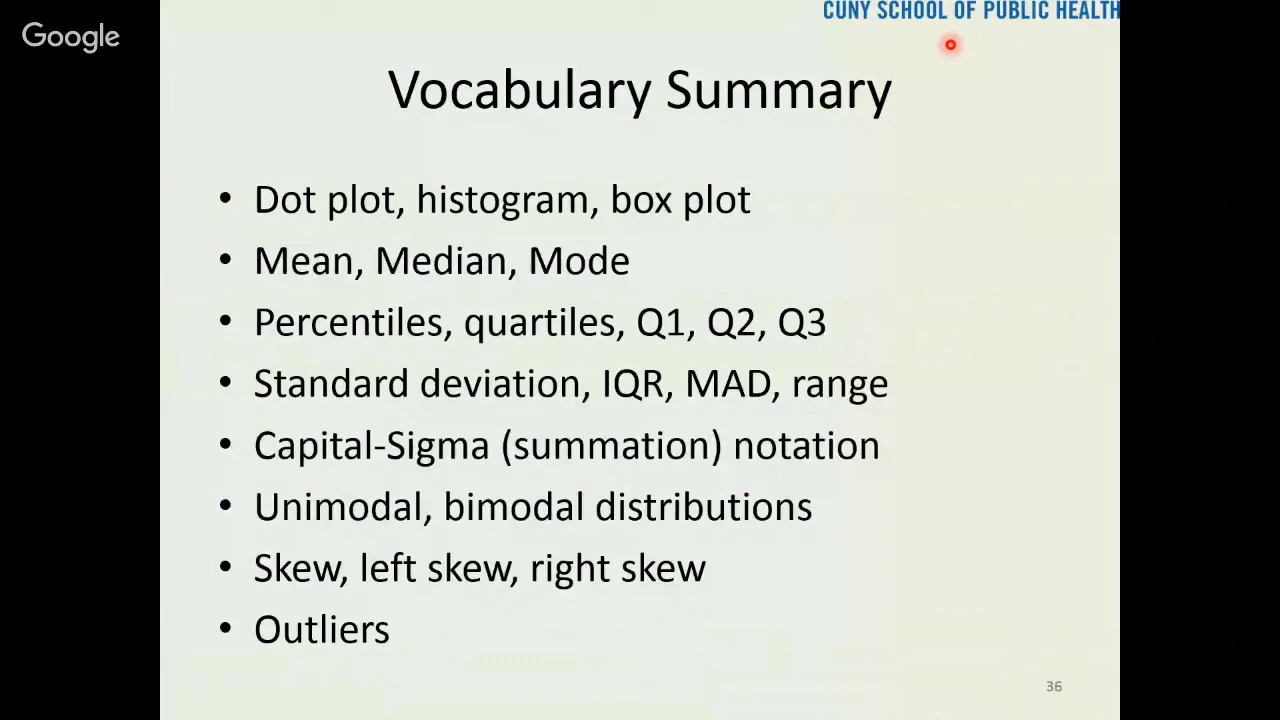 Google
CUNY SCHOOL OF PUBLIC HEALTH
Vocabulary Summary
• Dot plot, histogram, box plot
• Mean, Median, Mode
• Percentiles, quartiles, Q1, Q2, Q3
• Standard deviation, IQR, MAD, range
• Capital-Sigma (summation) notation
• Unimodal, bimodal distributions
• Skew, left skew, right skew
• Outliers
36